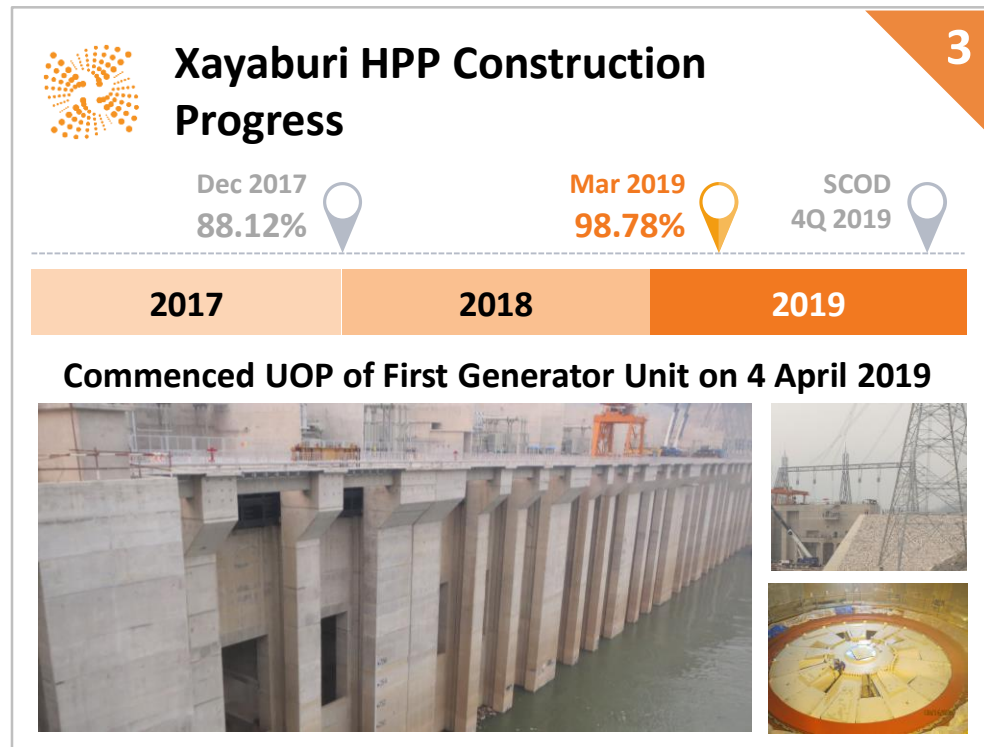 3
Xayaburi HPP Construction
Progress
Dec 2017
88.12%
Mar 2019
98.78%
SCOD
4Q 2019
2017
2018
2019
Commenced UOP of First Generator Unit on 4 April 2019